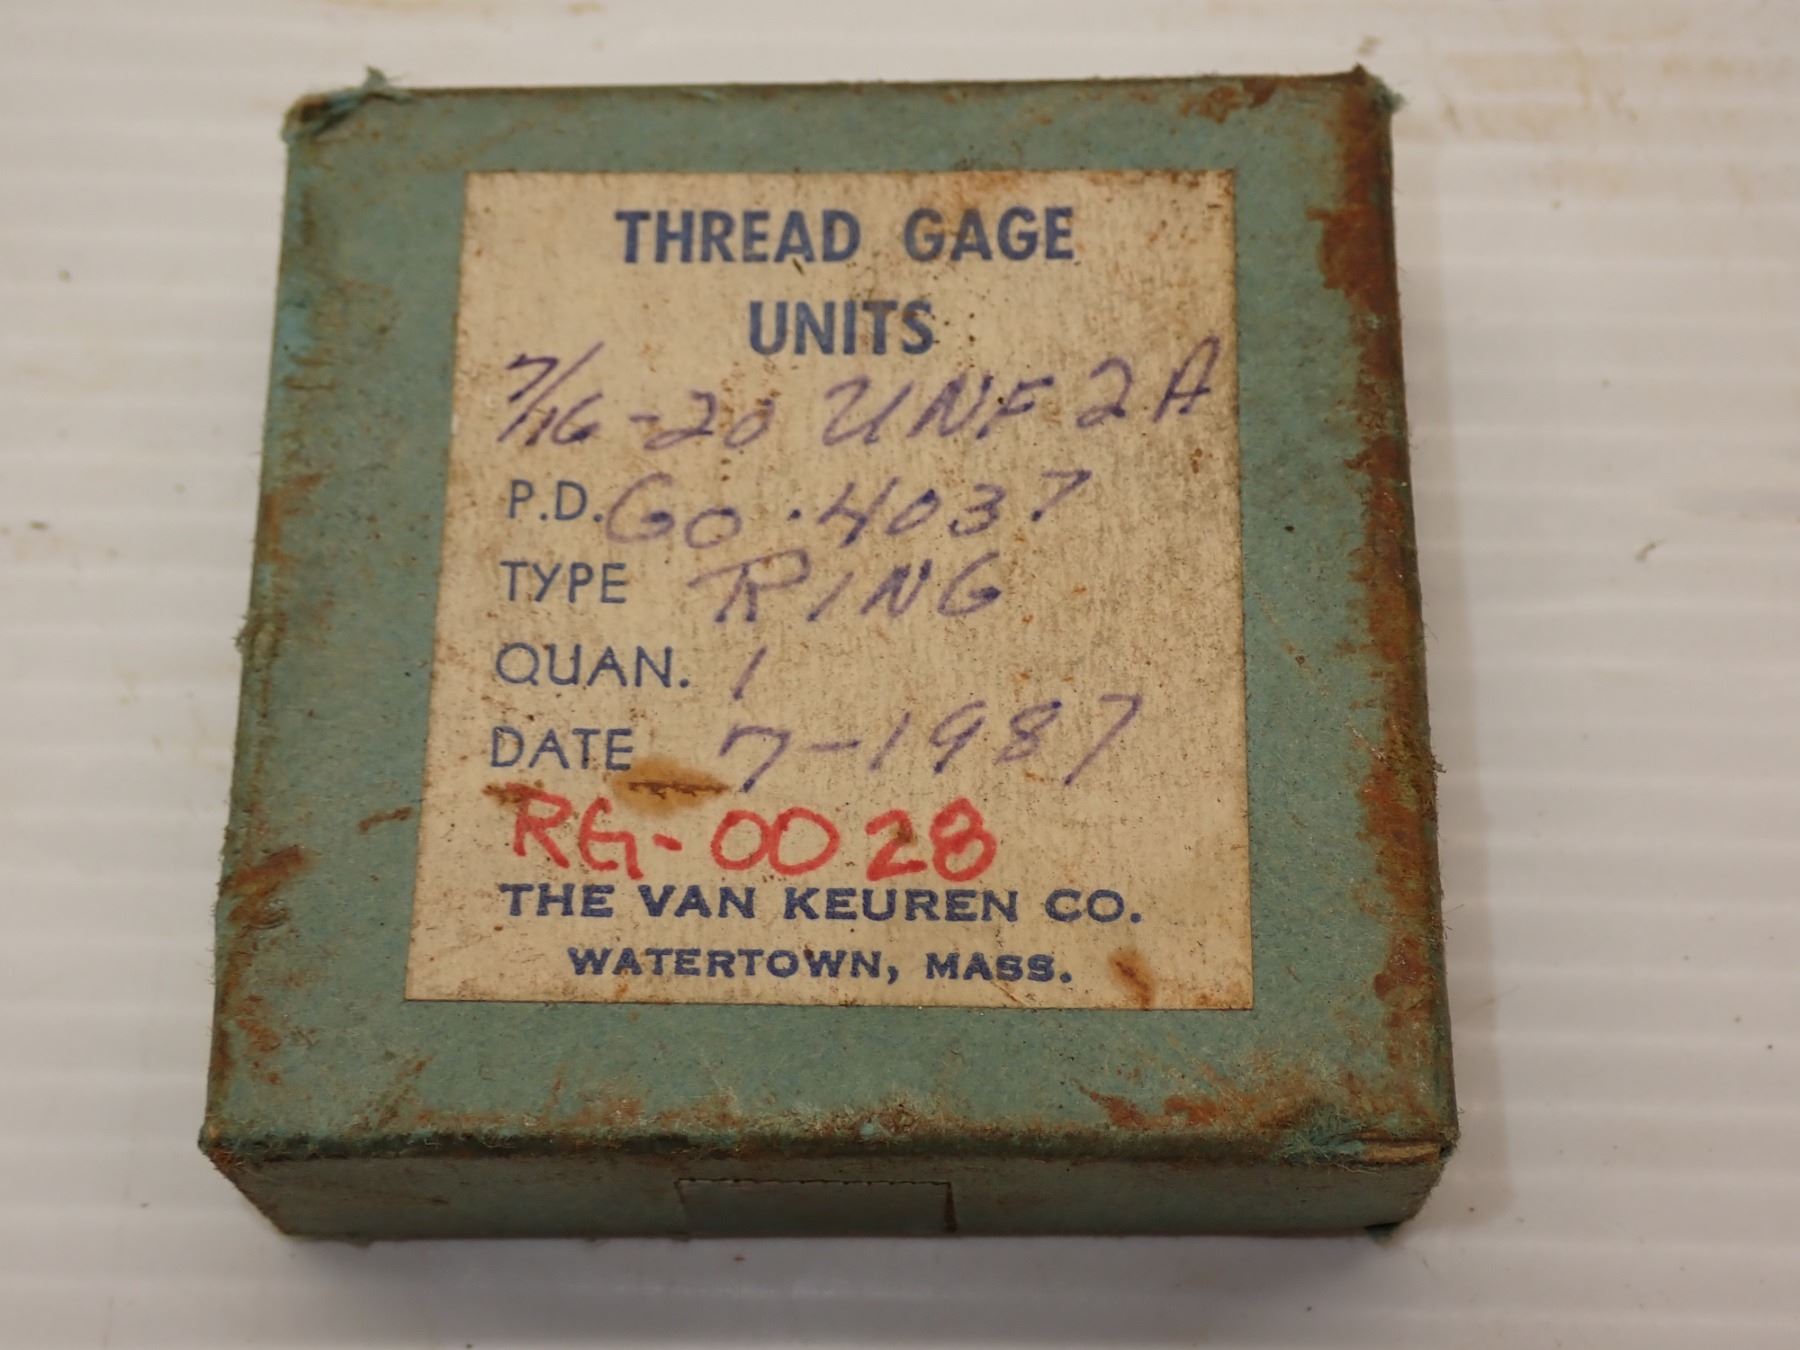 THREAD GAGE
UNITS
7/16-20 UNF 2A
P.D. GO .4037
TYPE RING
QUAN. 1
DATE 7-1987
RG-0028
THE VAN KEUREN CO.
WATERTOWN, MASS.